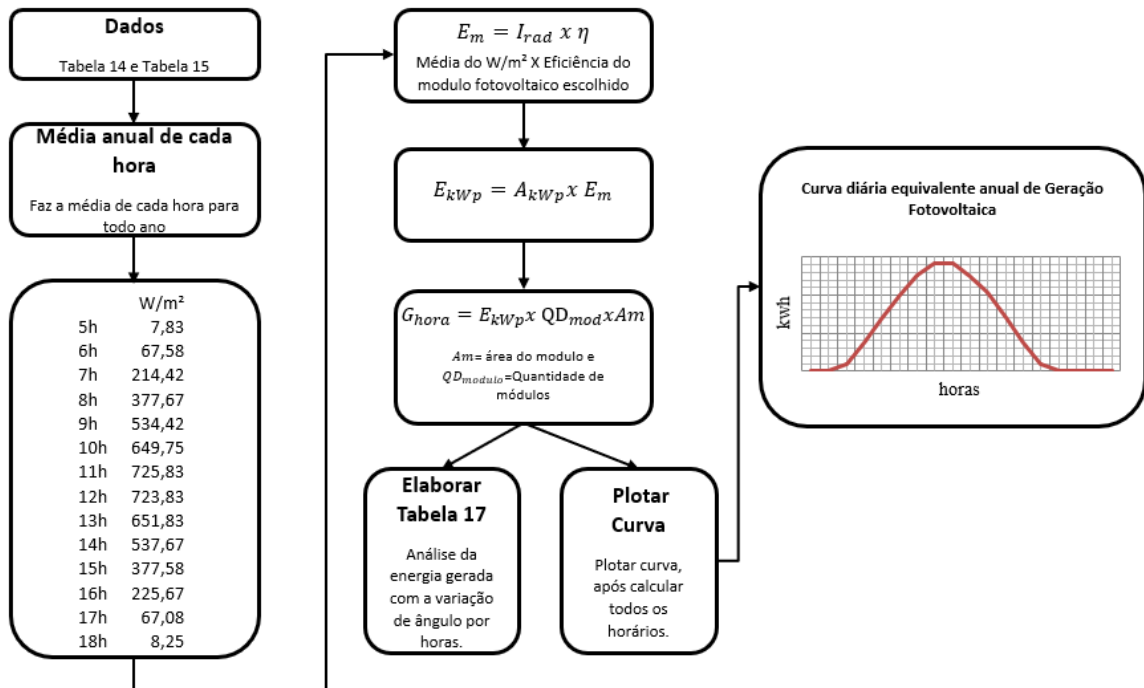 Dados
Tabela 14 e Tabela 15
Média anual de cada
hora
Faz a média de cada hora para
todo ano
W/m²
5h 7,83
6h 67,58
7h 214,42
8h 377,67
9h 534,42
10h 649,75
11h 725,83
12h 723,83
13h 651,83
14h 537,67
15h 377,58
16h 225,67
17h 67,08
18h 8,25
E_m = I_rad x η
Média do W/m² X Eficiência do
modulo fotovoltaico escolhido
E_kWp = A_kWp x E_m
G_hora = E_kWp x QD_mod x Am
Am= área do modulo e
QD_modulo=Quantidade de
módulos
Elaborar
Tabela 17
Análise da
energia gerada
com a variação
de ângulo por
horas.
Plotar
Curva
Plotar curva,
após calcular
todos os
horários.
Curva diária equivalente anual de Geração
Fotovoltaica
kwh
horas